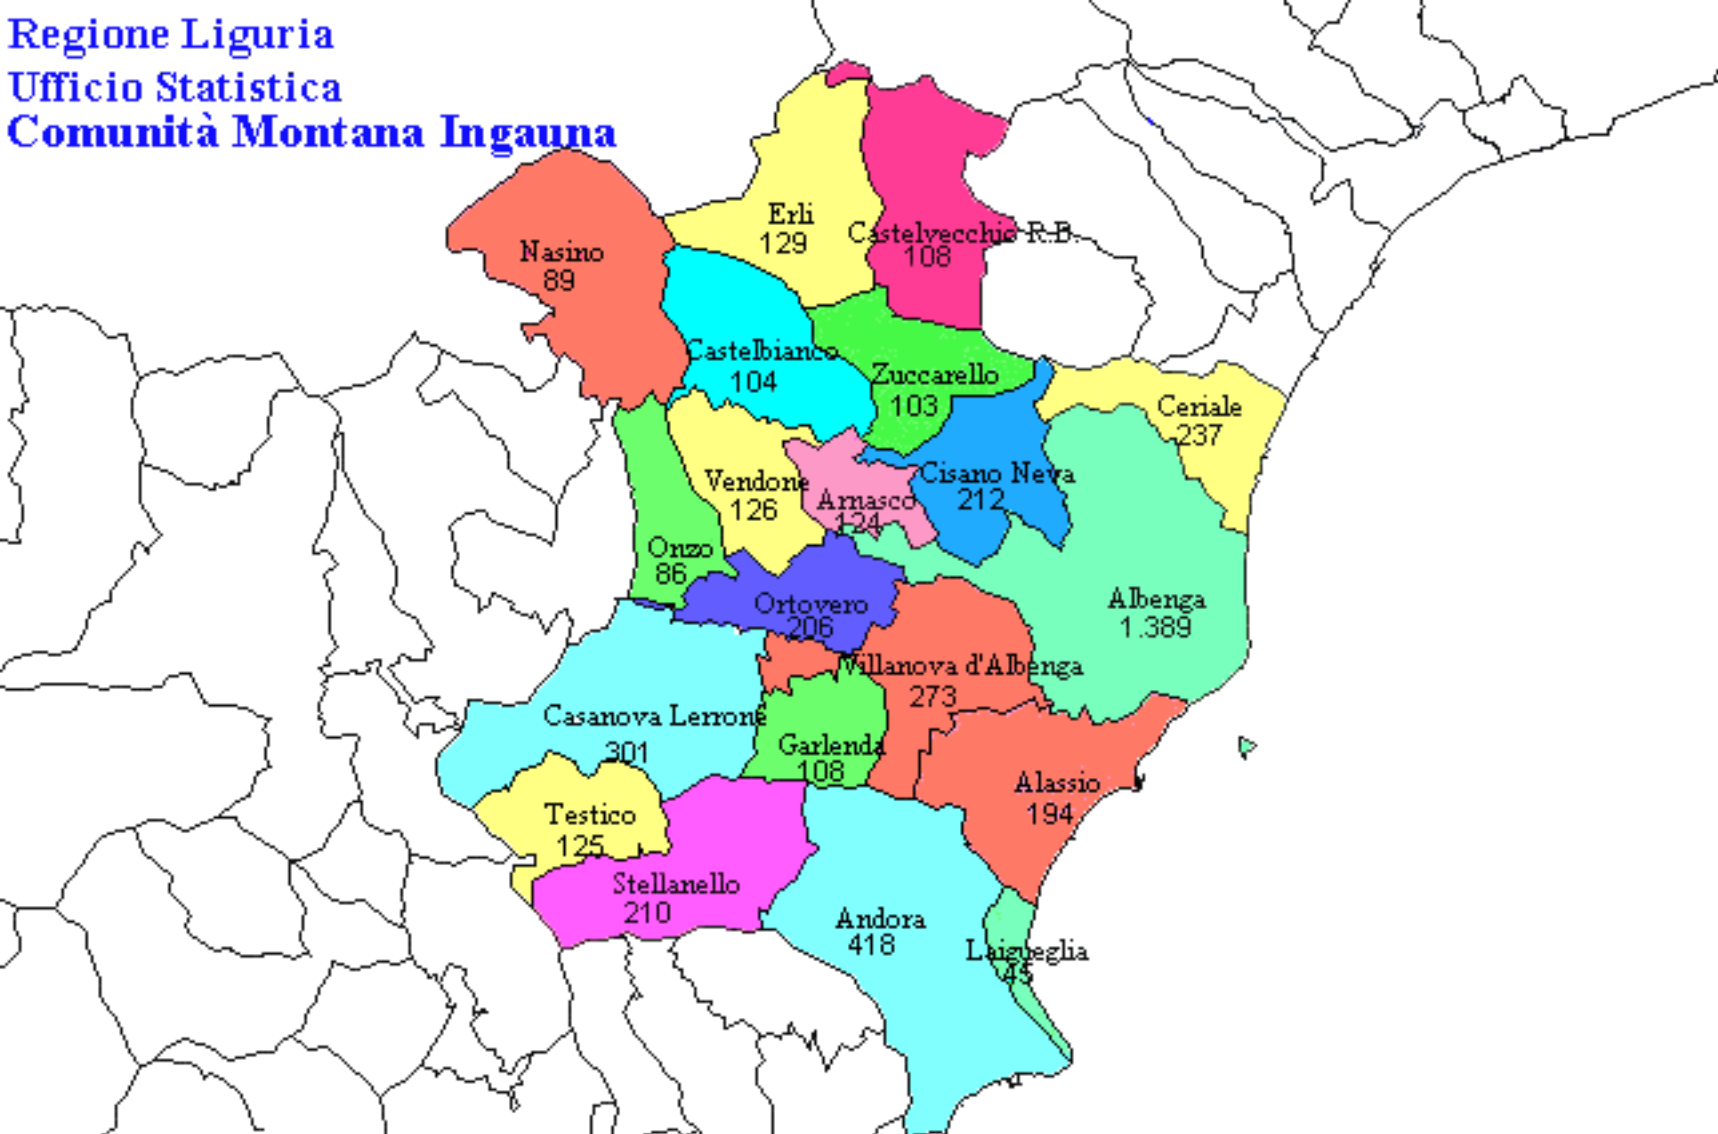 Regione Liguria
Ufficio Statistica
Comunità Montana Ingauna
Erli
129
Castelvecchio R.B.
108
Nasino
89
Castelbianco
104
Zuccarello
103
Ceriale
237
Vendone
126
Arnasco
124
Cisano Neva
212
Onzo
86
Ortovero
206
Albenga
1.389
Villanova d'Albenga
273
Casanova Lerrone
301
Garlenda
108
Alassio
194
Testico
125
Stellanello
210
Andora
418
Laigueglia
45